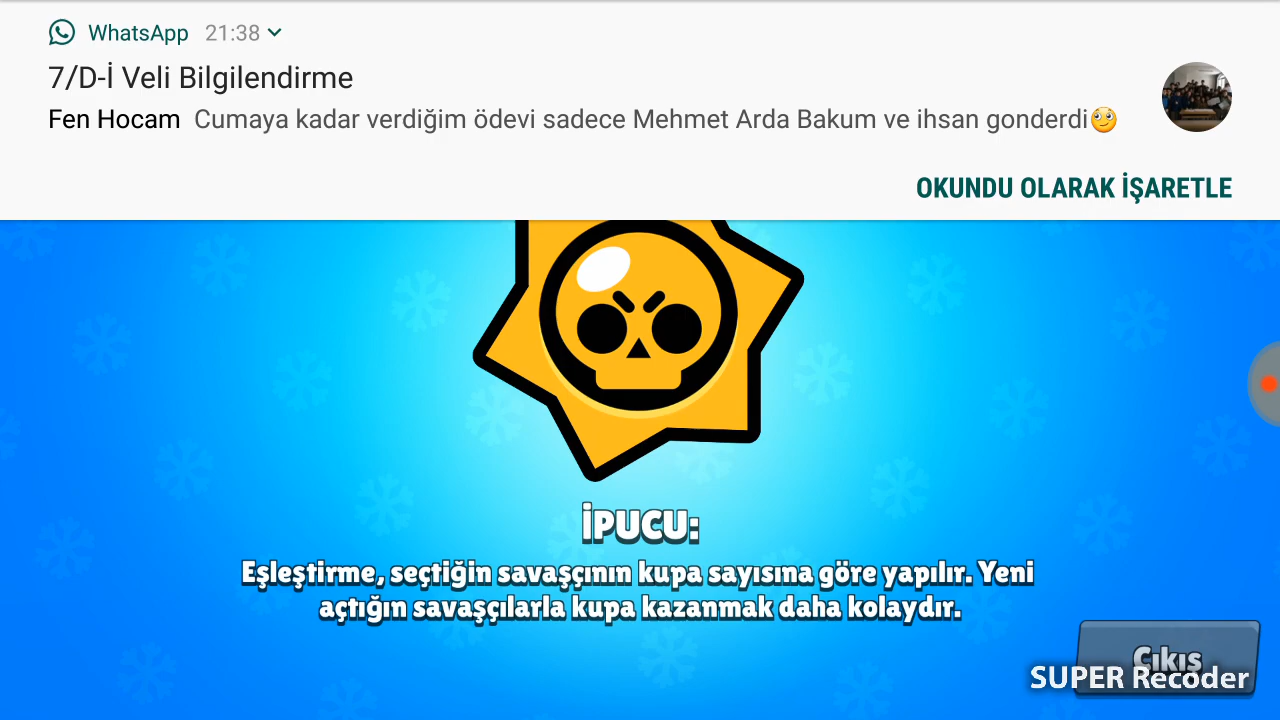 WhatsApp 21:38
7/D-İ Veli Bilgilendirme
Fen Hocam Cumaya kadar verdiğim ödevi sadece Mehmet Arda Bakum ve ihsan gonderdi🙄
OKUNDU OLARAK İŞARETLE
İPUCU:
Eşleştirme, seçtiğin savaşçının kupa sayısına göre yapılır. Yeni
açtığın savaşçılarla kupa kazanmak daha kolaydır.
Çıkış
SUPER Recoder